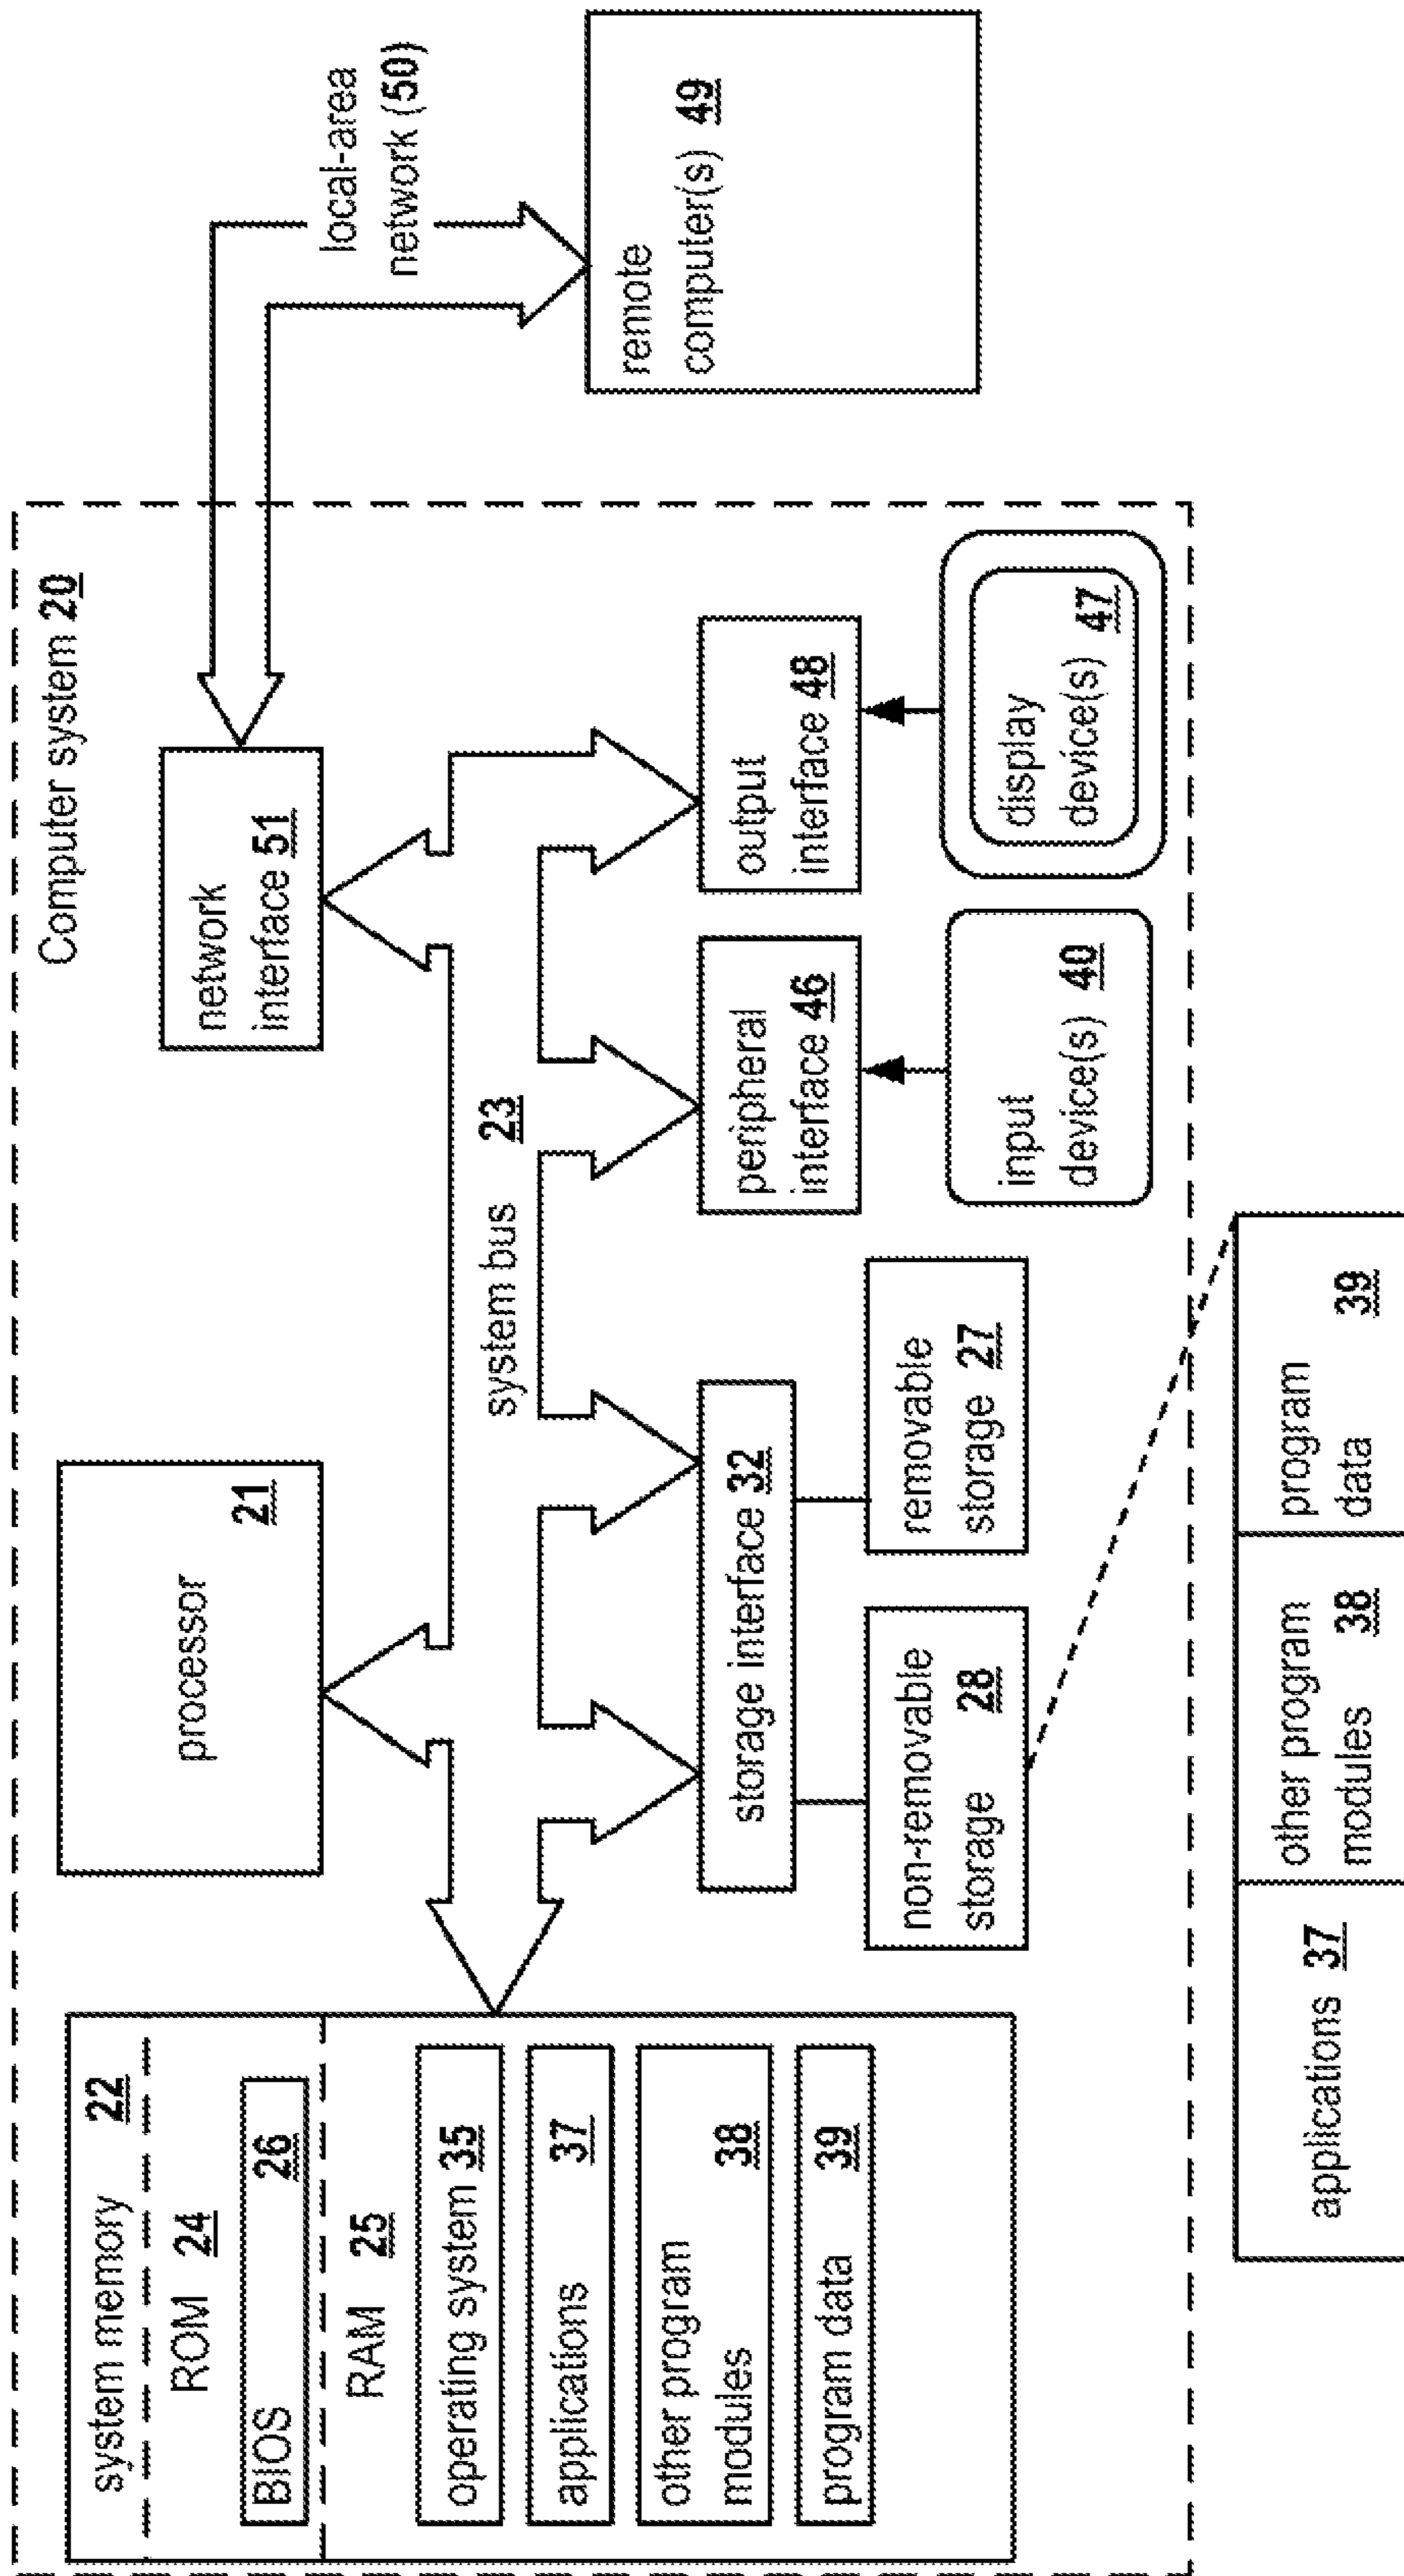 Computer system 20
system memory 22
ROM 24
BIOS 26
RAM 25
operating system 35
applications 37
other program
modules 38
program data 39
processor
21
network
interface 51
local-area
network (50)
system bus 23
storage interface 32
non-removable
storage 28
removable
storage 27
peripheral
interface 46
output
interface 48
input
device(s) 40
display
device(s) 47
remote
computer(s) 49
applications 37
other program
modules 38
program
data 39